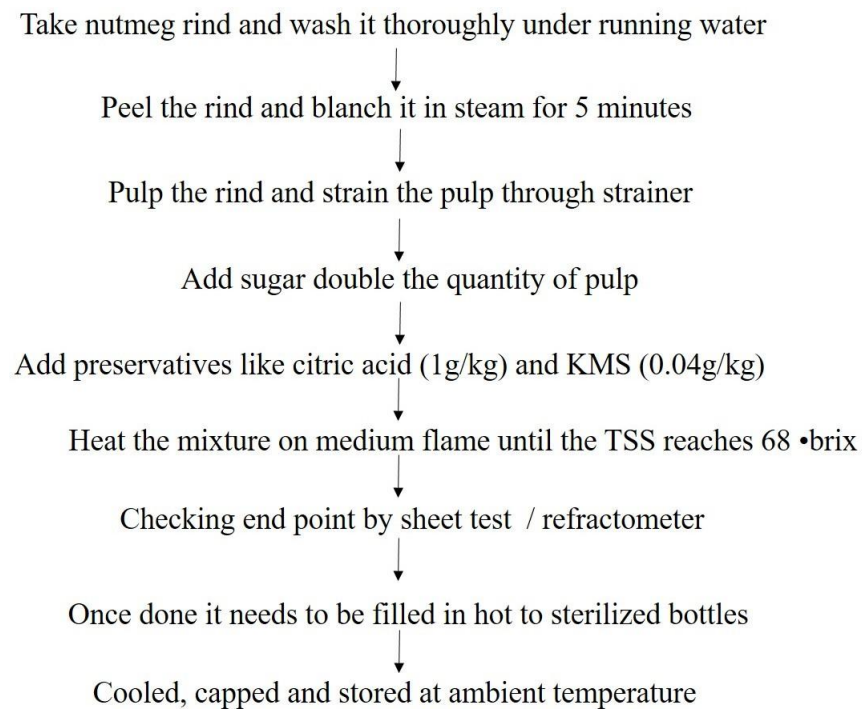 Take nutmeg rind and wash it thoroughly under running water
Peel the rind and blanch it in steam for 5 minutes
Pulp the rind and strain the pulp through strainer
Add sugar double the quantity of pulp
Add preservatives like citric acid (1g/kg) and KMS (0.04g/kg)
Heat the mixture on medium flame until the TSS reaches 68 •brix
Checking end point by sheet test / refractometer
Once done it needs to be filled in hot to sterilized bottles
Cooled, capped and stored at ambient temperature